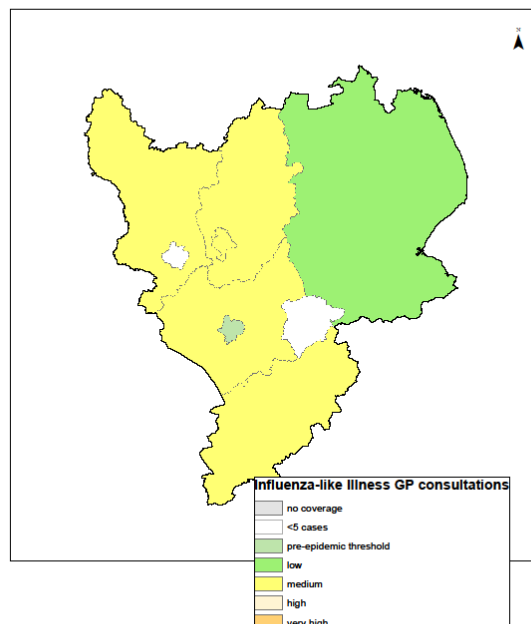 Influenza-like Illness GP consultations
no coverage
<5 cases
pre-epidemic threshold
low
medium
high
very high